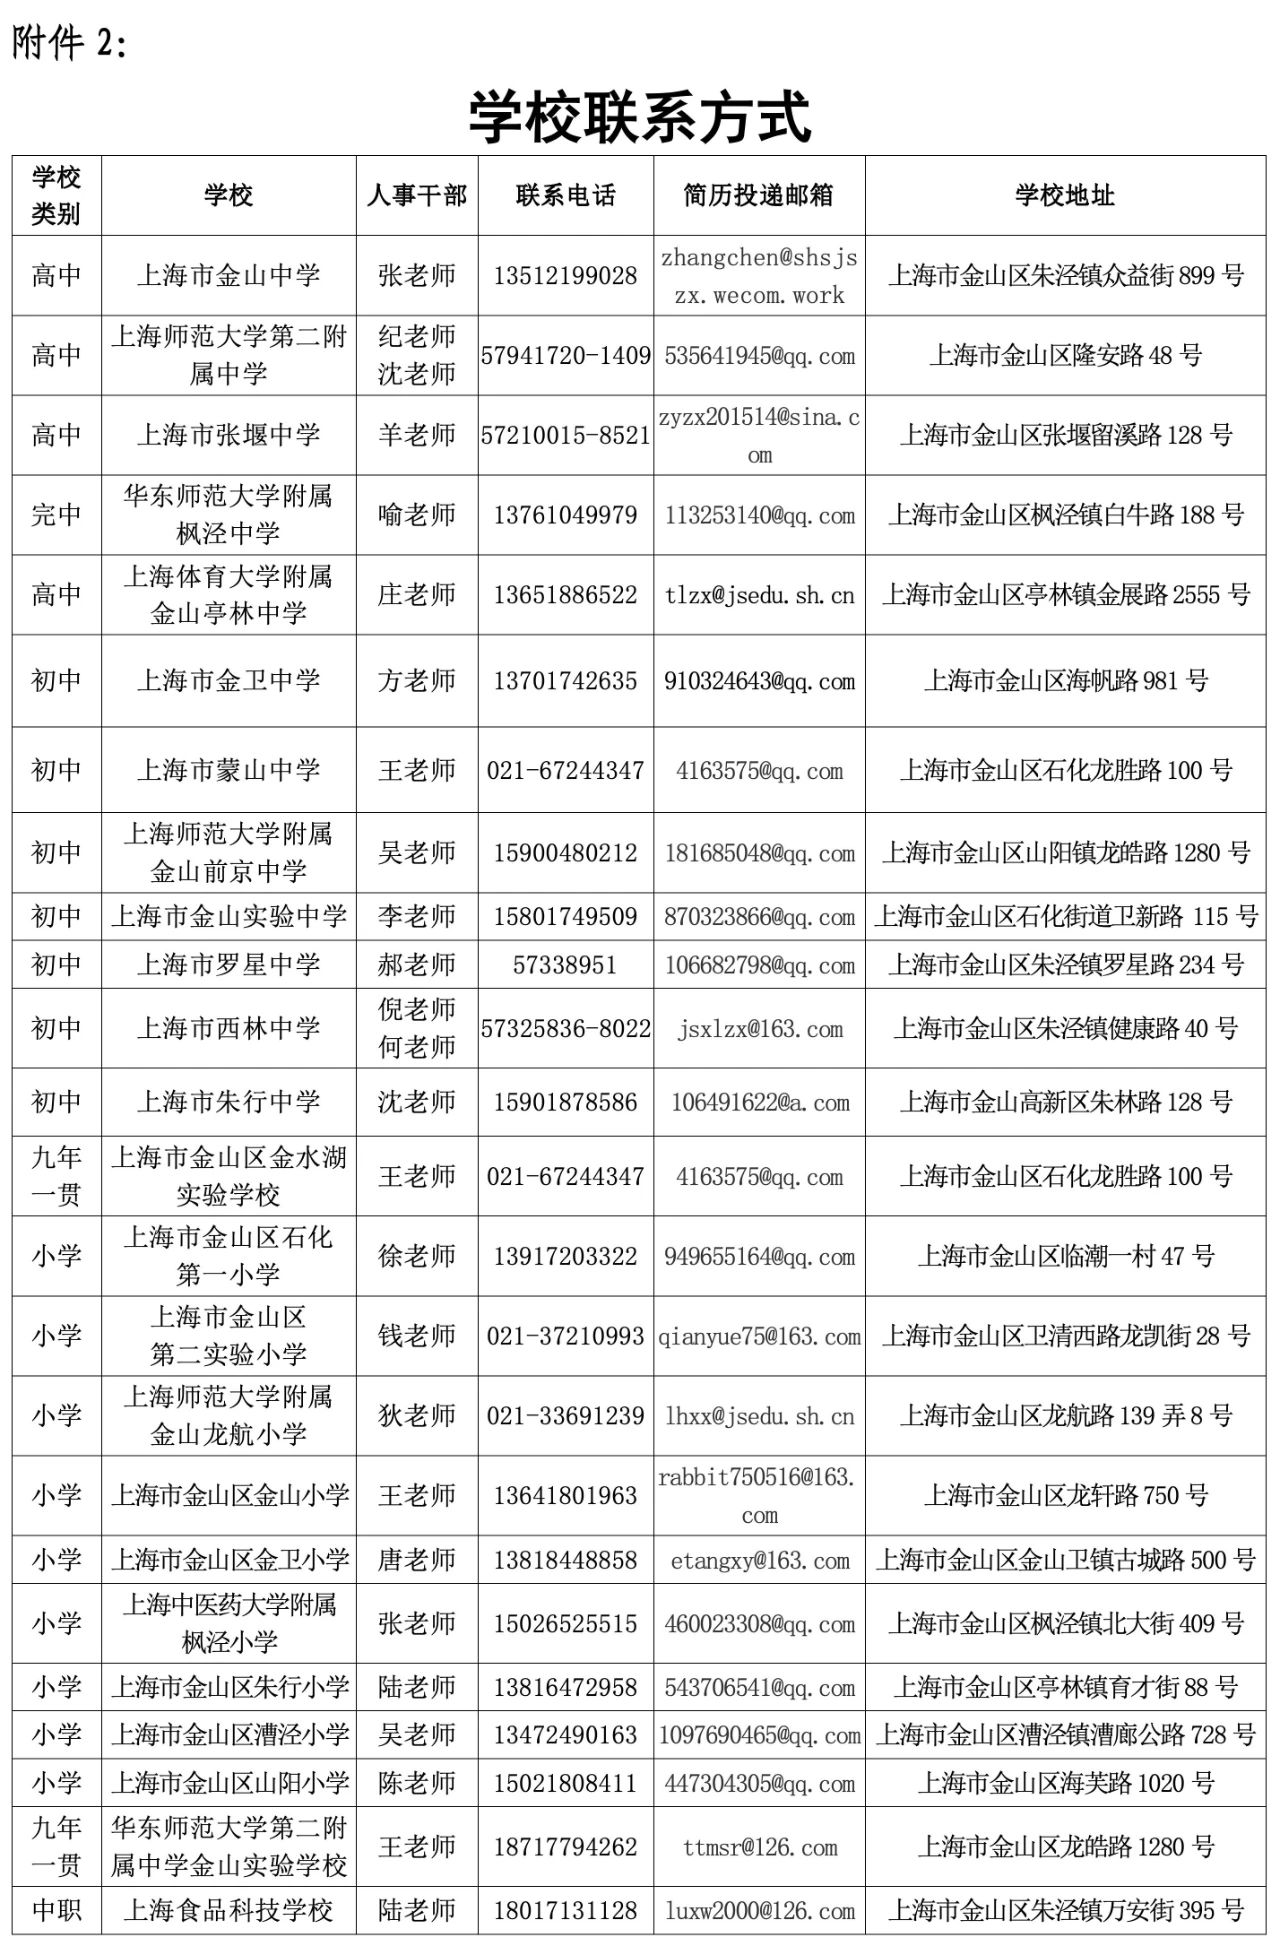 附件 2：
学校联系方式
学校
类别
学校
人事干部
联系电话
简历投递邮箱
学校地址
高中
上海市金山中学
张老师
13512199028
zhangchen@shsjs
zx.wecom.work
上海市金山区朱泾镇众益街 899 号
高中
上海师范大学第二附
属中学
纪老师
沈老师
57941720-1409
535641945@qq.com
上海市金山区隆安路 48 号
高中
上海市张堰中学
羊老师
57210015-8521
zyzx201514@sina.c
om
上海市金山区张堰留溪路 128 号
完中
华东师范大学附属
枫泾中学
喻老师
13761049979
113253140@qq.com
上海市金山区枫泾镇白牛路 188 号
高中
上海体育大学附属
金山亭林中学
庄老师
13651886522
tlzx@jsedu.sh.cn
上海市金山区亭林镇金展路 2555 号
初中
上海市金卫中学
方老师
13701742635
910324643@qq.com
上海市金山区海帆路 981 号
初中
上海市蒙山中学
王老师
021-67244347
4163575@qq.com
上海市金山区石化龙胜路 100 号
初中
上海师范大学附属
金山前京中学
吴老师
15900480212
181685048@qq.com
上海市金山区山阳镇龙皓路 1280 号
初中
上海市金山实验中学
李老师
15801749509
870323866@qq.com
上海市金山区石化街道卫新路 115 号
初中
上海市罗星中学
郝老师
57338951
106682798@qq.com
上海市金山区朱泾镇罗星路 234 号
初中
上海市西林中学
倪老师
何老师
57325836-8022
jsxlzx@163.com
上海市金山区朱泾镇健康路 40 号
初中
上海市朱行中学
沈老师
15901878586
106491622@a.com
上海市金山高新区朱林路 128 号
九年
一贯
上海市金山区金水湖
实验学校
王老师
021-67244347
4163575@qq.com
上海市金山区石化龙胜路 100 号
小学
上海市金山区石化
第一小学
徐老师
13917203322
949655164@qq.com
上海市金山区临潮一村 47 号
小学
上海市金山区
第二实验小学
钱老师
021-37210993
qianyue75@163.com
上海市金山区卫清西路龙凯街 28 号
小学
上海师范大学附属
金山龙航小学
狄老师
021-33691239
lhxx@jsedu.sh.cn
上海市金山区龙航路 139 弄 8 号
小学
上海市金山区金山小学
王老师
13641801963
rabbit750516@163.
com
上海市金山区龙轩路 750 号
小学
上海市金山区金卫小学
唐老师
13818448858
etangxy@163.com
上海市金山区金山卫镇古城路 500 号
小学
上海中医药大学附属
枫泾小学
张老师
15026525515
460023308@qq.com
上海市金山区枫泾镇北大街 409 号
小学
上海市金山区朱行小学
陆老师
13816472958
543706541@qq.com
上海市金山区亭林镇育才街 88 号
小学
上海市金山区漕泾小学
吴老师
13472490163
1097690465@qq.com
上海市金山区漕泾镇漕廊公路 728 号
小学
上海市金山区山阳小学
陈老师
15021808411
447304305@qq.com
上海市金山区海芙路 1020 号
九年
一贯
华东师范大学第二附
属中学金山实验学校
王老师
18717794262
ttmsr@126.com
上海市金山区龙皓路 1280 号
中职
上海食品科技学校
陆老师
18017131128
luxw2000@126.com
上海市金山区朱泾镇万安街 395 号